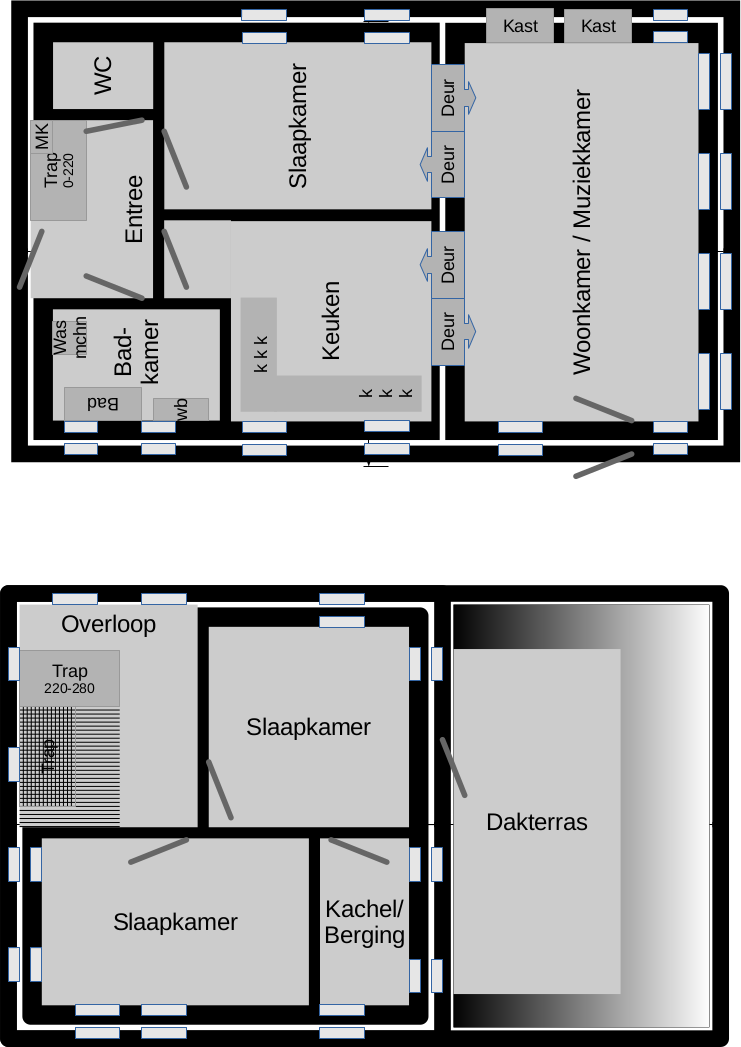 Kast
Kast
WC
Slaapkamer
Deur
Deur
MK
Trap
0-220
Entree
Woonkamer / Muziekkamer
Deur
Deur
Keuken
k k k
k
k
k
Was
mchn
Bad-
kamer
Bad
wb
Overloop
Trap
220-280
Trap
Slaapkamer
Dakterras
Slaapkamer
Kachel/
Berging